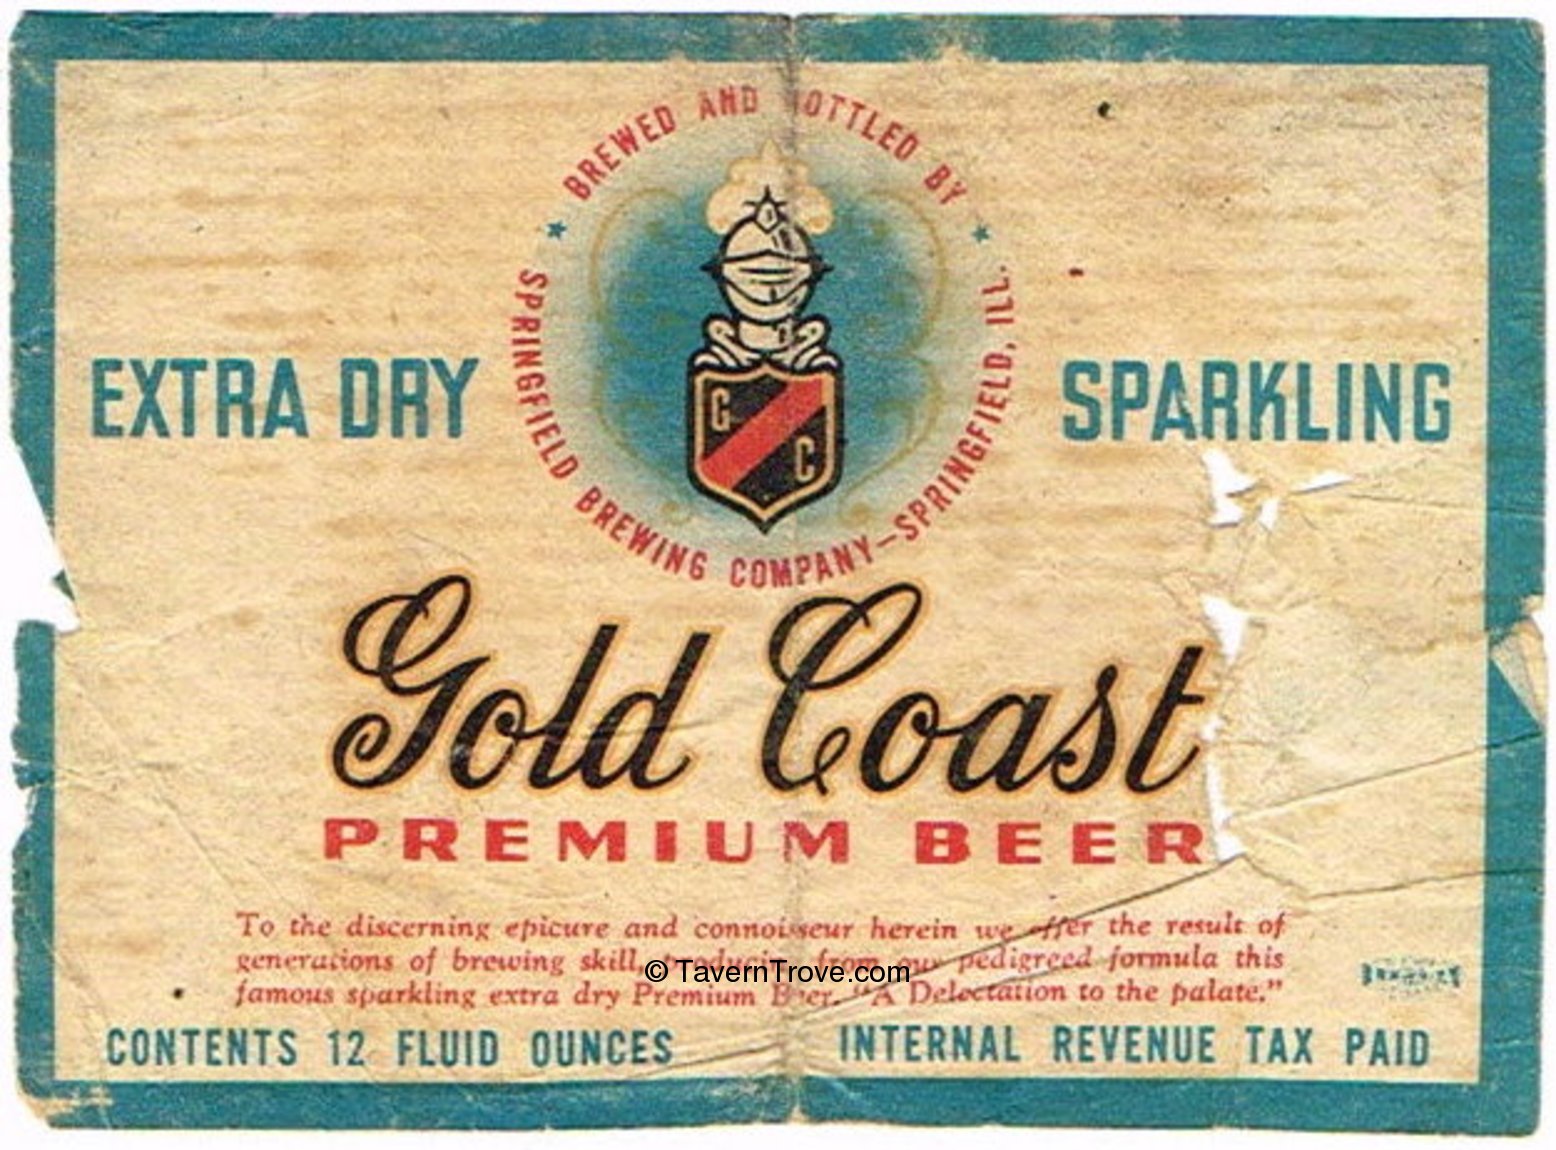 BREWED AND BOTTLED BY
SPRINGFIELD BREWING COMPANY–SPRINGFIELD, ILL.
G
C
EXTRA DRY
SPARKLING
Gold Coast
PREMIUM BEER
To the discerning epicure and connoisseur herein we offer the result of
generations of brewing skill, producing from our pedigreed formula this
famous sparkling extra dry Premium Beer. "A Delectation to the palate."
© TavernTrove.com
CONTENTS 12 FLUID OUNCES
INTERNAL REVENUE TAX PAID